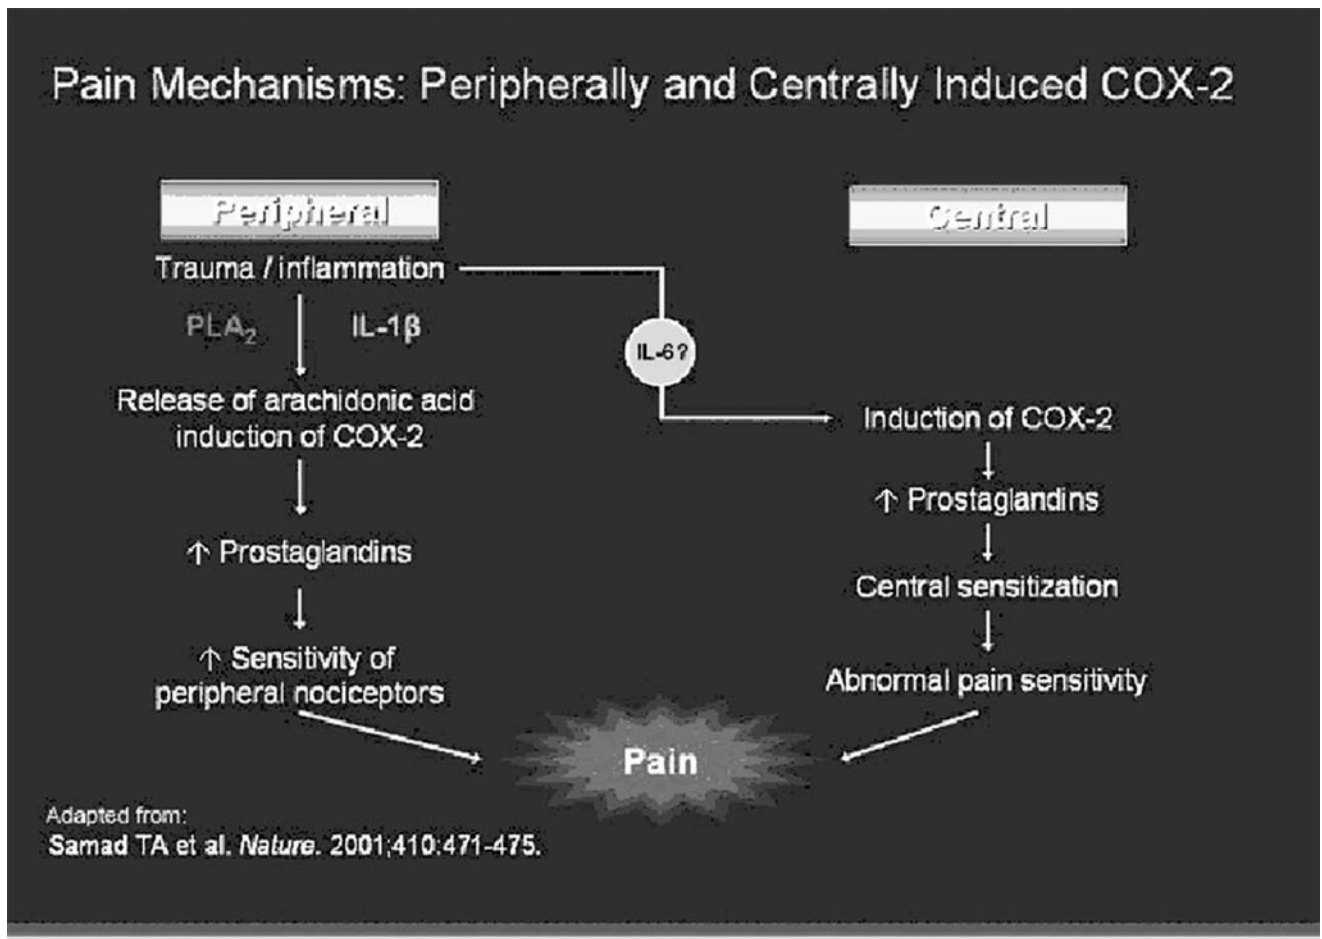 Pain Mechanisms: Peripherally and Centrally Induced COX-2
Peripheral
Trauma / inflammation
PLA₂ IL-1β
Release of arachidonic acid
induction of COX-2
↑ Prostaglandins
↑ Sensitivity of
peripheral nociceptors
IL-6?
Central
Induction of COX-2
↑ Prostaglandins
Central sensitization
Abnormal pain sensitivity
Pain
Adapted from:
Samad TA et al. Nature. 2001;410:471-475.